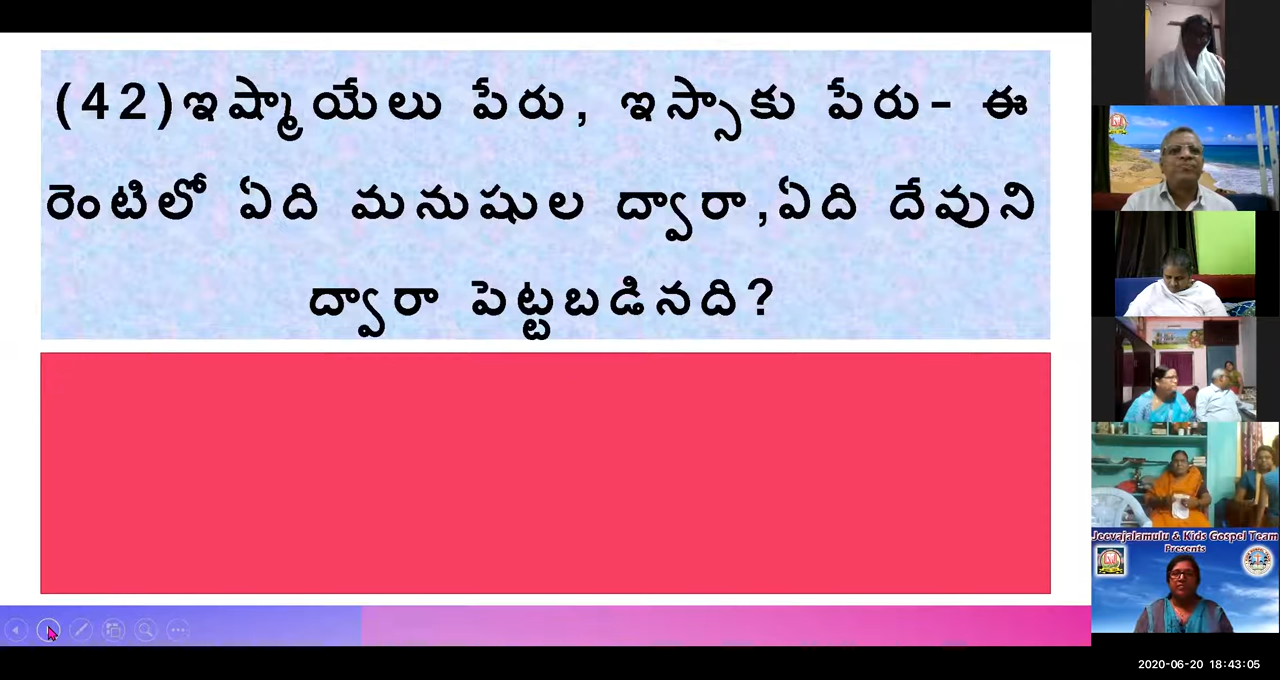 (42)ఇష్మాయేలు పేరు, ఇస్సాకు పేరు- ఈ
రెంటిలో ఏది మనుషుల ద్వారా,ఏది దేవుని
ద్వారా పెట్టబడినది?
Jeevajalamulu & Kids Gospel Team
Presents
2020-06-20 18:43:05